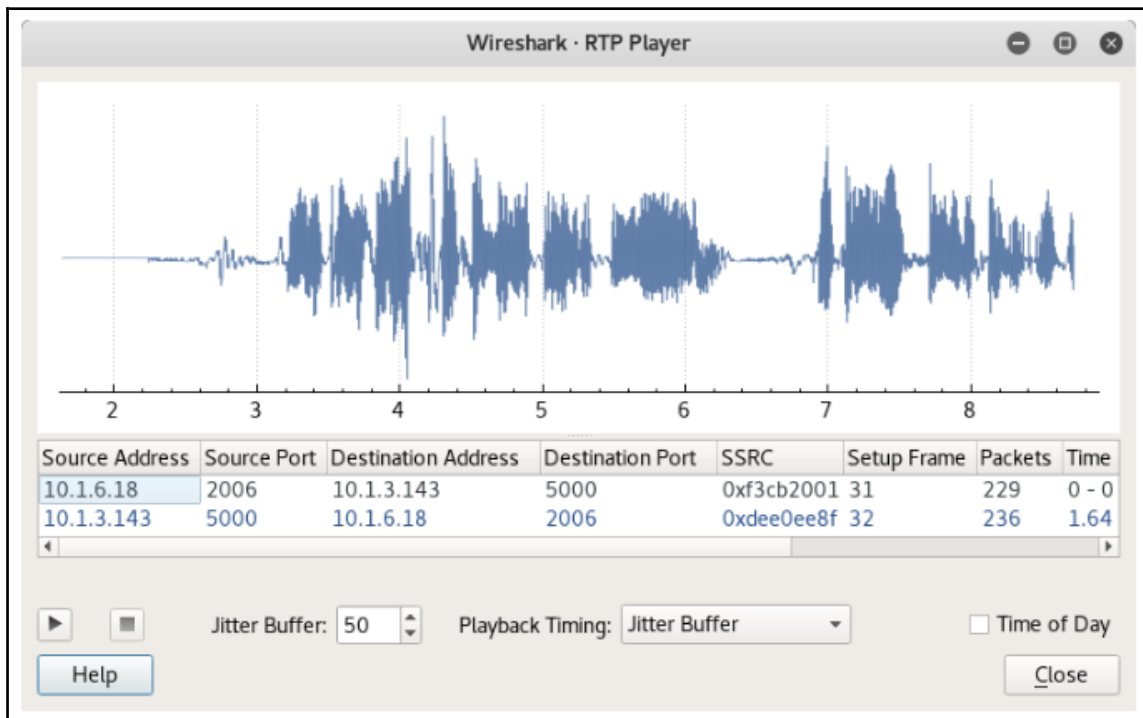 Wireshark · RTP Player
2 3 4 5 6 7 8
Source Address Source Port Destination Address Destination Port SSRC Setup Frame Packets Time
10.1.6.18 2006 10.1.3.143 5000 0xf3cb2001 31 229 0 - 0
10.1.3.143 5000 10.1.6.18 2006 0xdee0ee8f 32 236 1.64
Jitter Buffer: 50 Playback Timing: Jitter Buffer Time of Day
Help Close